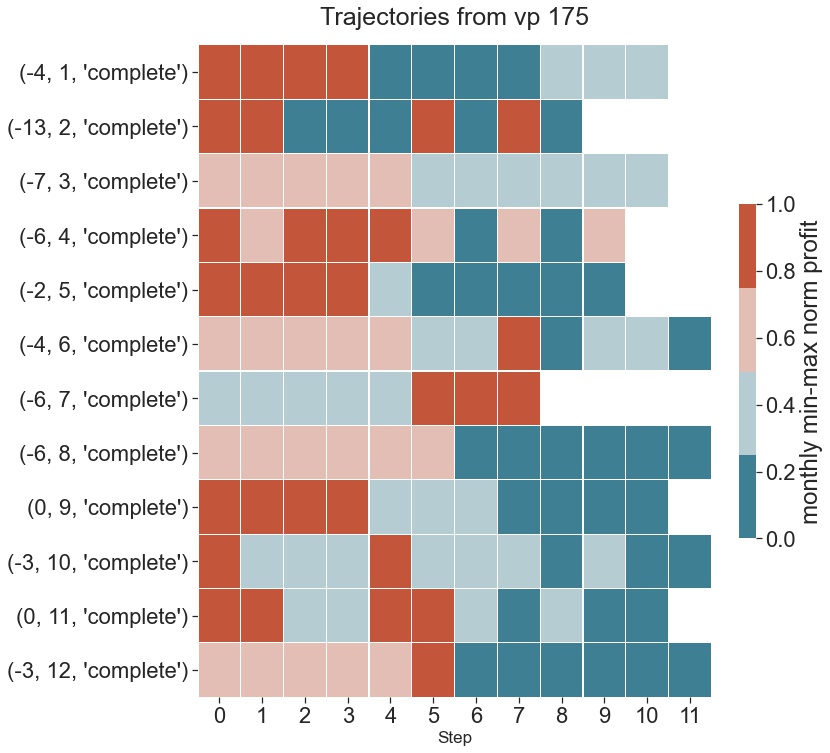 Trajectories from vp 175
(-4, 1, 'complete')
(-13, 2, 'complete')
(-7, 3, 'complete')
(-6, 4, 'complete')
(-2, 5, 'complete')
(-4, 6, 'complete')
(-6, 7, 'complete')
(-6, 8, 'complete')
(0, 9, 'complete')
(-3, 10, 'complete')
(0, 11, 'complete')
(-3, 12, 'complete')
0 1 2 3 4 5 6 7 8 9 10 11
Step
1.0
0.8
0.6
0.4
0.2
0.0
monthly min-max norm profit